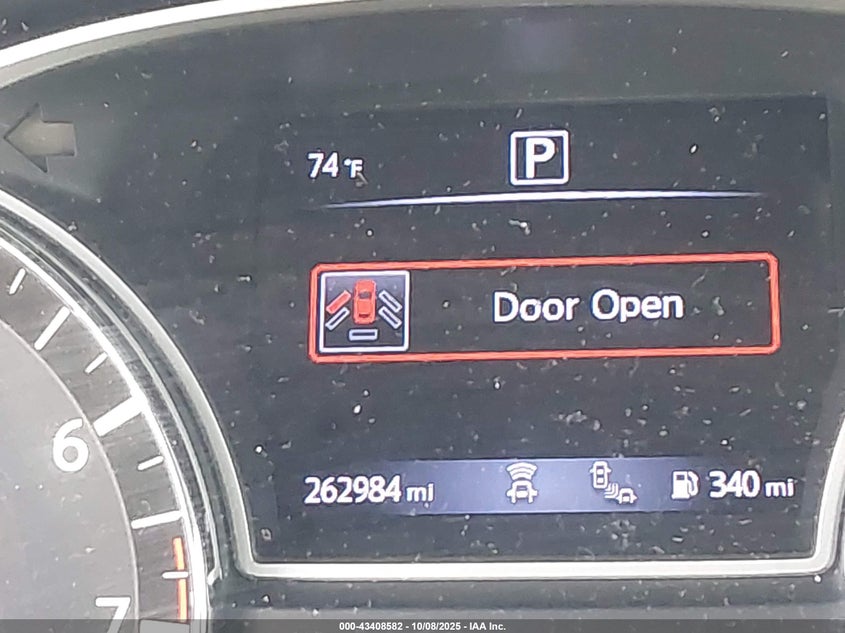 74°F P
Door Open
6
262984 mi 340 mi
7
000-43408582 - 10/08/2025 - IAA Inc.